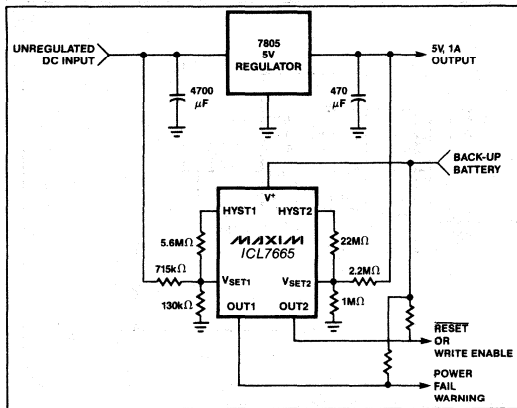 UNREGULATED
DC INPUT
7805
5V
REGULATOR
5V, 1A
OUTPUT
4700
µF
470
µF
BACK-UP
BATTERY
V+
HYST1
HYST2
5.6MΩ
MAXIM
ICL7665
22MΩ
715kΩ
VSET1
VSET2
2.2MΩ
130kΩ
1MΩ
OUT1
OUT2
RESET
OR
WRITE ENABLE
POWER
FAIL
WARNING